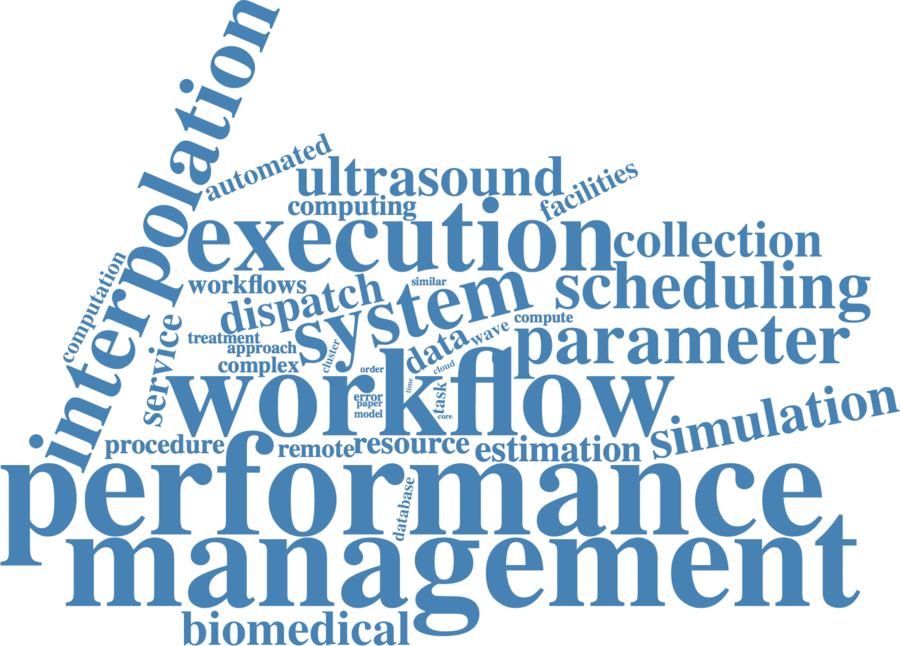 interpolation
automated
ultrasound
facilities
computing
execution
collection
computation
workflows
similar
scheduling
dispatch
system
compute
service
treatment
approach
cluster
data
wave
parameter
complex
order
cloud
time
workflow
error
paper
model
task
core
simulation
procedure
remote
resource
estimation
performance
database
management
biomedical